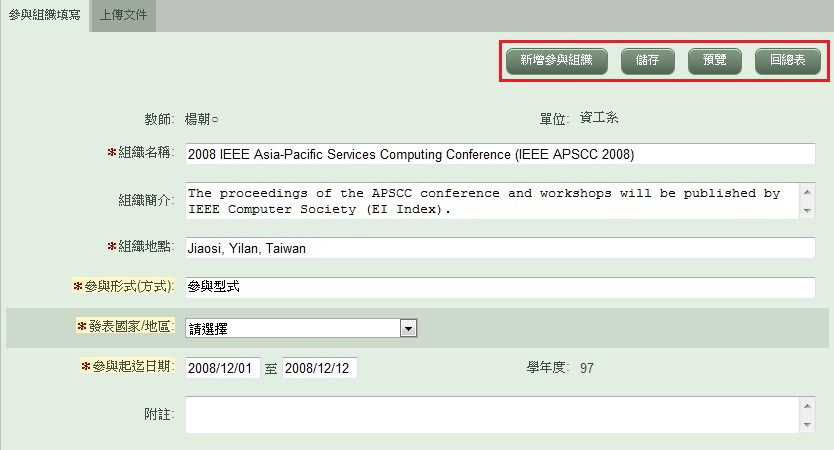 參與組織填寫 上傳文件
新增參與組織 儲存 預覽 回總表
教師: 楊朝○ 單位: 資工系
*組織名稱: 2008 IEEE Asia-Pacific Services Computing Conference (IEEE APSCC 2008)
組織簡介: The proceedings of the APSCC conference and workshops will be published by
IEEE Computer Society (EI Index).
*組織地點: Jiaosi, Yilan, Taiwan
*參與形式(方式): 參與型式
*發表國家/地區: 請選擇
*參與起迄日期: 2008/12/01 至 2008/12/12 學年度: 97
附註: